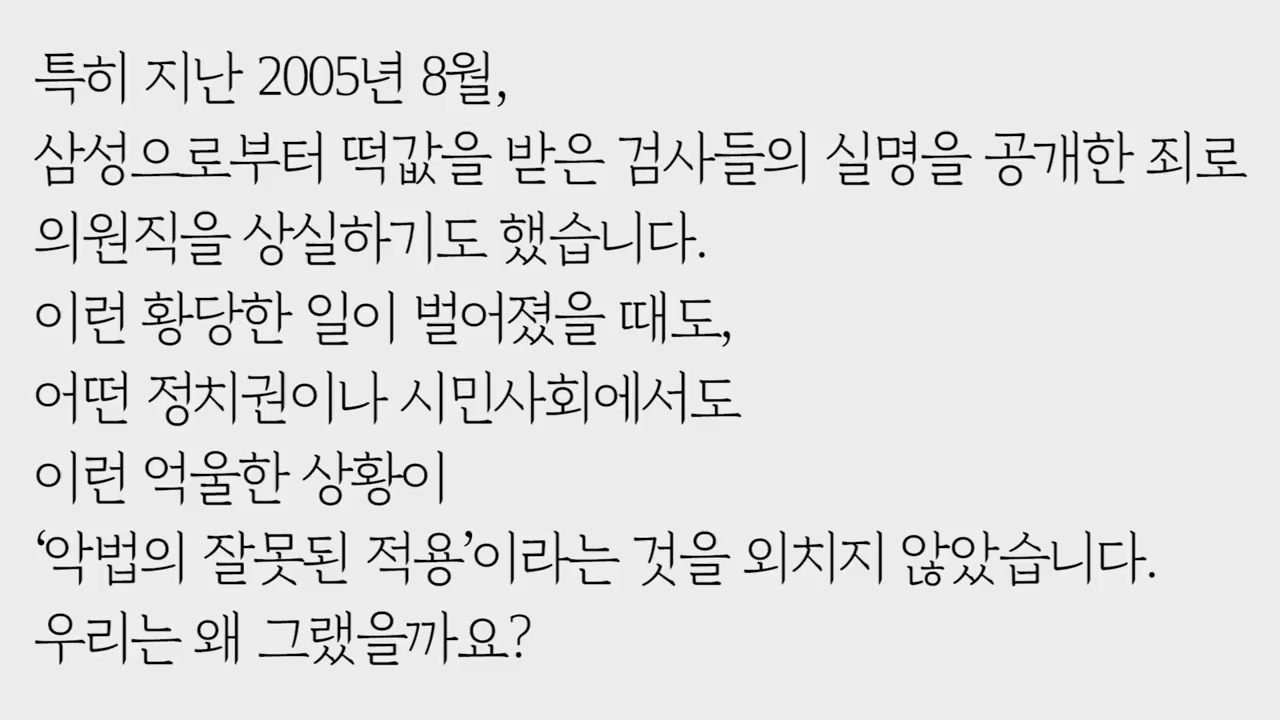 특히 지난 2005년 8월,
삼성으로부터 떡값을 받은 검사들의 실명을 공개한 죄로
의원직을 상실하기도 했습니다.
이런 황당한 일이 벌어졌을 때도,
어떤 정치권이나 시민사회에서도
이런 억울한 상황이
‘악법의 잘못된 적용’이라는 것을 외치지 않았습니다.
우리는 왜 그랬을까요?